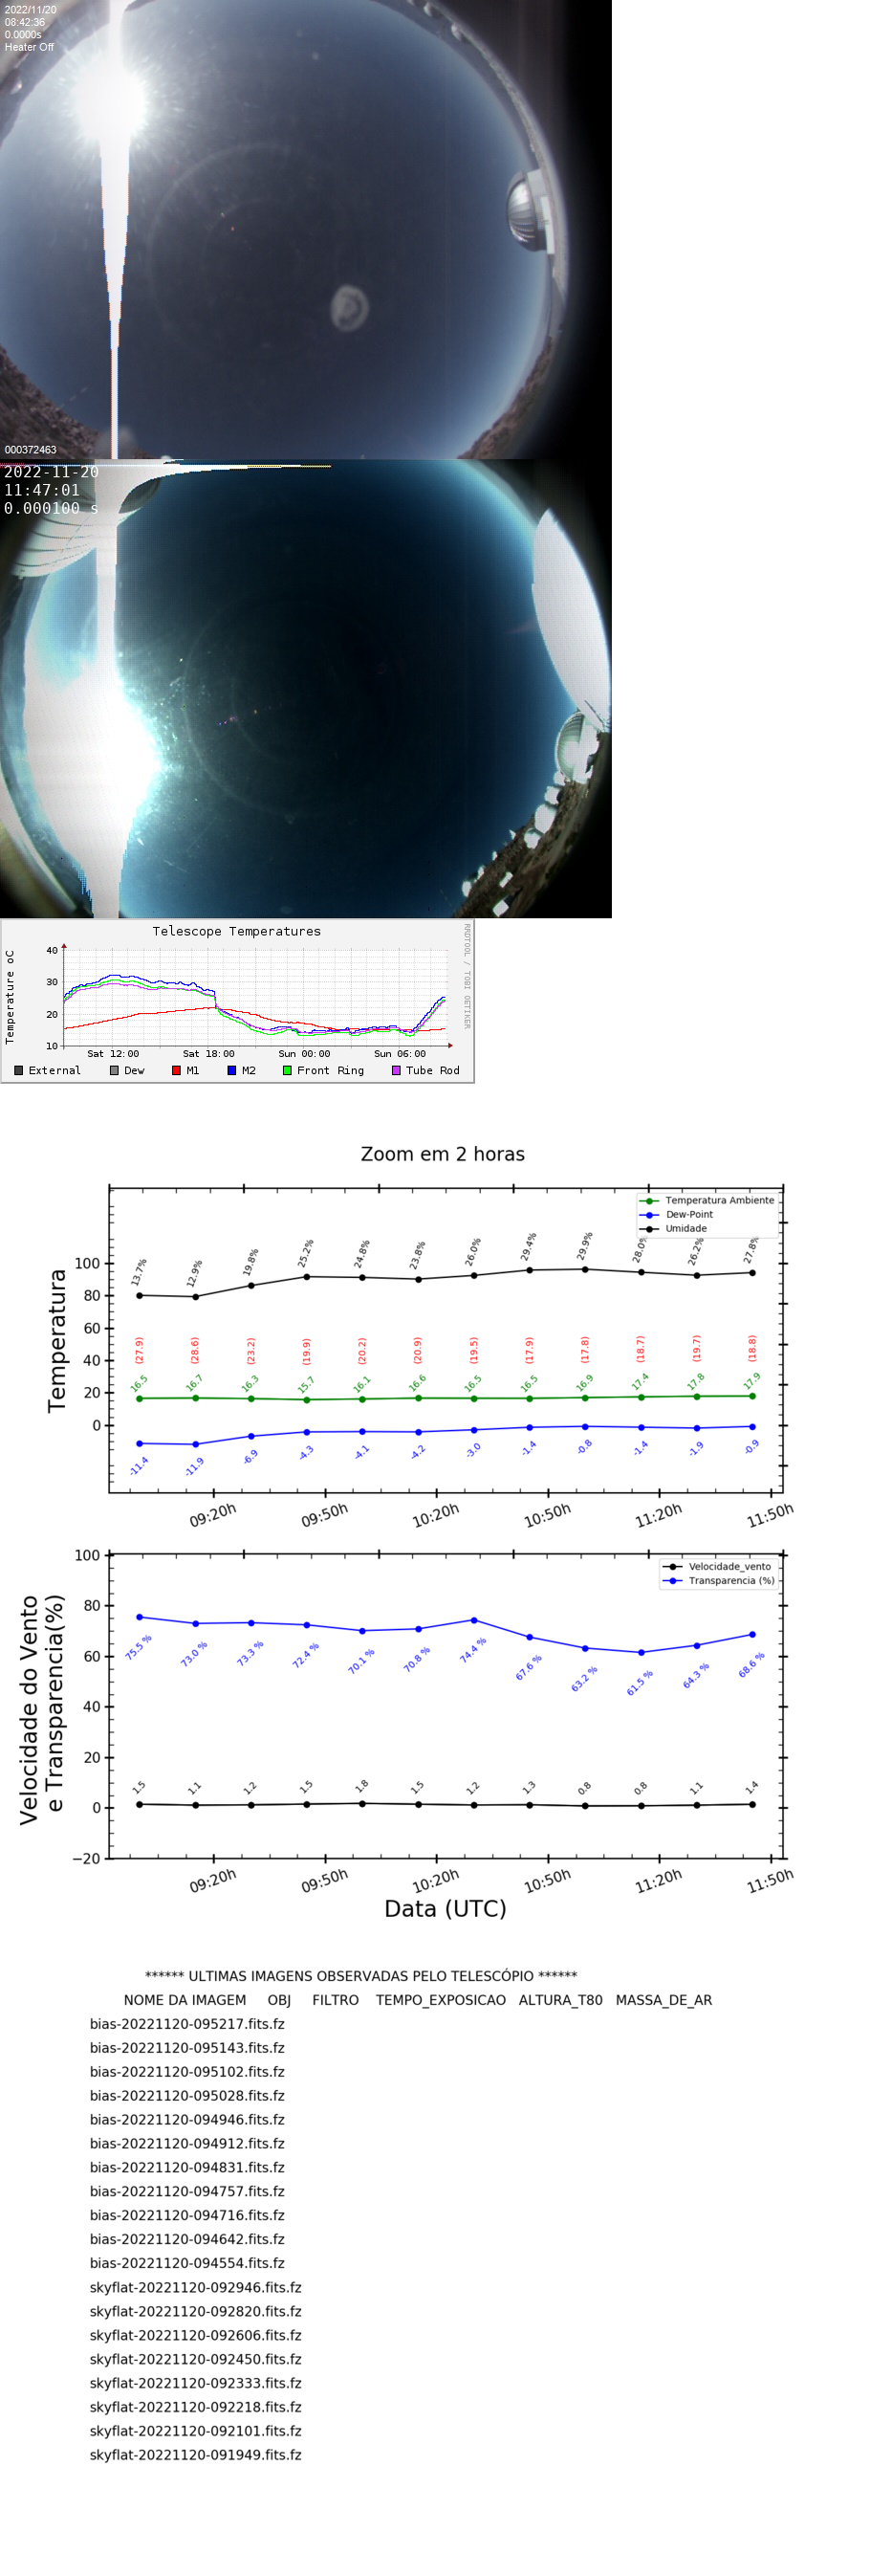 2022/11/20
08:42:36
0.0000s
Heater Off
000372463
2022-11-20
11:47:01
0.000100 s
Telescope Temperatures
RRDTOOL / TOBI OETIKER
Temperature oC
40
30
20
10
Sat 12:00 Sat 18:00 Sun 00:00 Sun 06:00
External Dew M1 M2 Front Ring Tube Rod
Zoom em 2 horas
Temperatura Ambiente
Dew-Point
Umidade
Temperatura
100
80
60
40
20
0
13.7% 12.9% 19.8% 25.2% 24.8% 23.8% 26.0% 29.4% 29.9% 28.0% 26.2% 27.8%
(27.9) (28.6) (23.2) (19.9) (20.2) (20.9) (19.5) (17.9) (17.8) (18.7) (19.7) (18.8)
16.5 16.7 16.3 15.7 16.1 16.6 16.5 16.5 16.9 17.4 17.8 17.9
-11.4 -11.9 -6.9 -4.3 -4.1 -4.2 -3.0 -1.4 -0.8 -1.4 -1.9 -0.9
09:20h 09:50h 10:20h 10:50h 11:20h 11:50h
Velocidade_vento
Transparencia (%)
Velocidade do Vento
e Transparencia(%)
100
80
60
40
20
0
−20
75.5 % 73.0 % 73.3 % 72.4 % 70.1 % 70.8 % 74.4 % 67.6 % 63.2 % 61.5 % 64.3 % 68.6 %
1.5 1.1 1.2 1.5 1.8 1.5 1.2 1.3 0.8 0.8 1.1 1.4
09:20h 09:50h 10:20h 10:50h 11:20h 11:50h
Data (UTC)
****** ULTIMAS IMAGENS OBSERVADAS PELO TELESCÓPIO ******
NOME DA IMAGEM OBJ FILTRO TEMPO_EXPOSICAO ALTURA_T80 MASSA_DE_AR
bias-20221120-095217.fits.fz
bias-20221120-095143.fits.fz
bias-20221120-095102.fits.fz
bias-20221120-095028.fits.fz
bias-20221120-094946.fits.fz
bias-20221120-094912.fits.fz
bias-20221120-094831.fits.fz
bias-20221120-094757.fits.fz
bias-20221120-094716.fits.fz
bias-20221120-094642.fits.fz
bias-20221120-094554.fits.fz
skyflat-20221120-092946.fits.fz
skyflat-20221120-092820.fits.fz
skyflat-20221120-092606.fits.fz
skyflat-20221120-092450.fits.fz
skyflat-20221120-092333.fits.fz
skyflat-20221120-092218.fits.fz
skyflat-20221120-092101.fits.fz
skyflat-20221120-091949.fits.fz